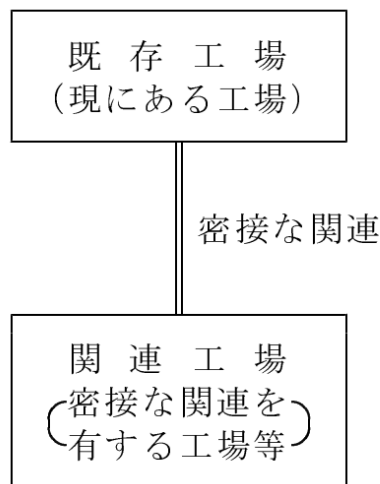 既存工場
（現にある工場）
密接な関連
関連工場
（密接な関連を
有する工場等）